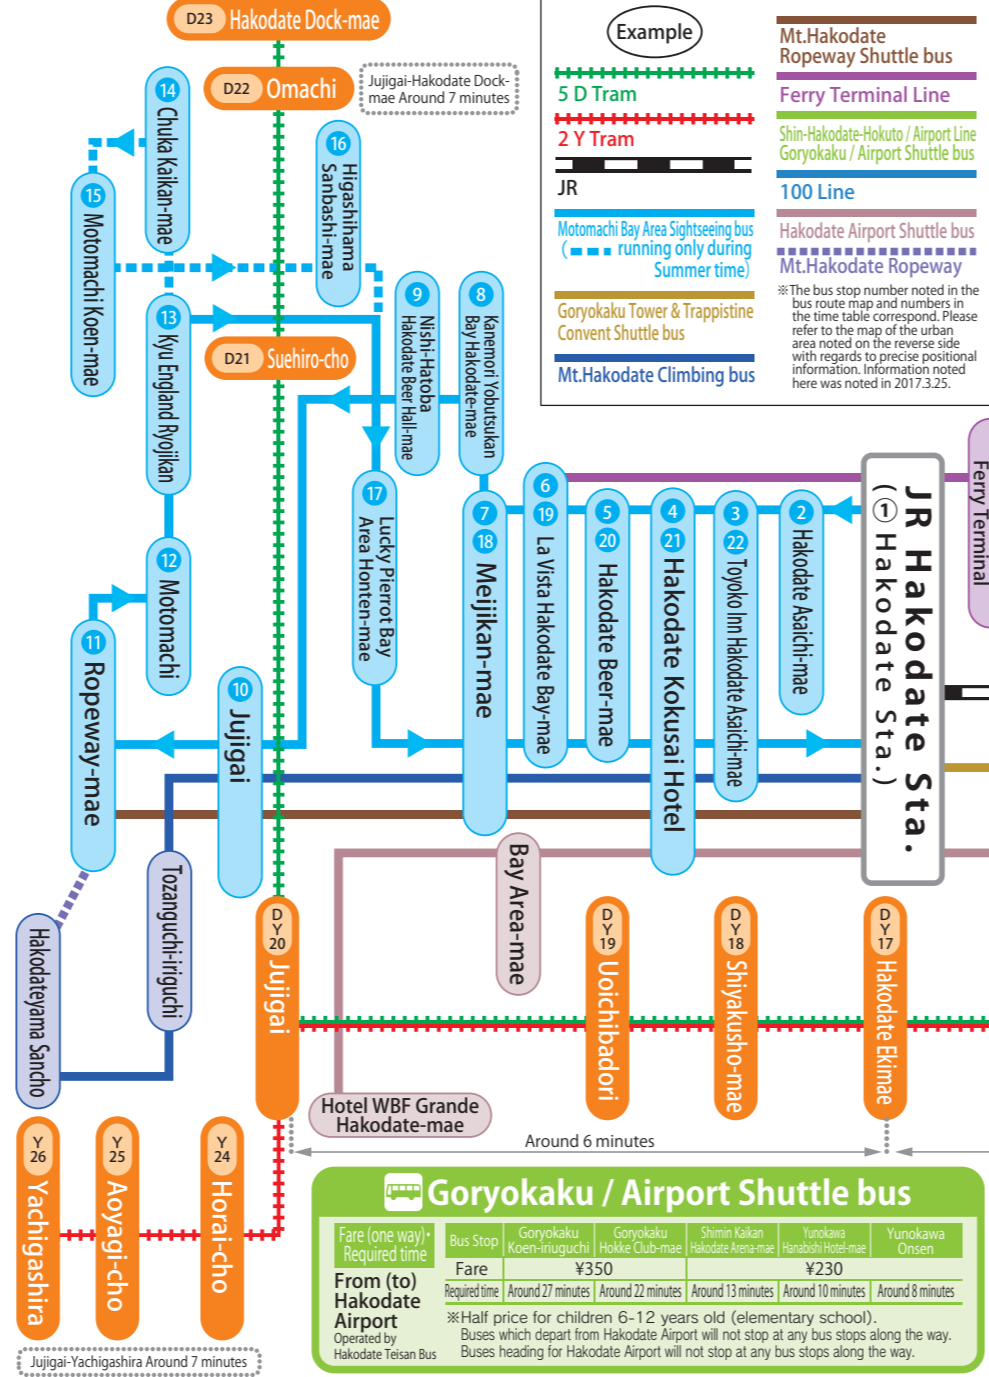 D23 Hakodate Dock-mae
D22 Omachi
Jujigai-Hakodate Dock-
mae Around 7 minutes
14 Chuka Kaikan-mae
15 Motomachi Koen-mae
16 Higashihama
Sanbashi-mae
13 Kyu England Ryojikan
D21 Suehiro-cho
9 Nishi-Hatoba
Hakodate Beer Hall-mae
8 Kanemori Yobutsukan
Bay Hakodate-mae
12 Motomachi
11 Ropeway-mae
10 Jujigai
17 Lucky Pierrot Bay
Area Honten-mae
7
18 Meijikan-mae
6
19 La Vista Hakodate Bay-mae
5
20 Hakodate Beer-mae
4
21 Hakodate Kokusai Hotel
3
22 Toyoko Inn Hakodate Asaichi-mae
2 Hakodate Asaichi-mae
JR Hakodate Sta.
(① Hakodate Sta.)
Ferry Terminal
Example
5 D Tram
2 Y Tram
JR
Motomachi Bay Area Sightseeing bus
( running only during
Summer time)
Goryokaku Tower & Trappistine
Convent Shuttle bus
Mt.Hakodate Climbing bus
Mt.Hakodate
Ropeway Shuttle bus
Ferry Terminal Line
Shin-Hakodate-Hokuto / Airport Line
Goryokaku / Airport Shuttle bus
100 Line
Hakodate Airport Shuttle bus
Mt.Hakodate Ropeway
※The bus stop number noted in the
bus route map and numbers in
the time table correspond. Please
refer to the map of the urban
area noted on the reverse side
with regards to precise positional
information. Information noted
here was noted in 2017.3.25.
Tozanguchi-iriguchi
Hakodateyama Sancho
Bay Area-mae
Hotel WBF Grande
Hakodate-mae
DY20 Jujigai
DY19 Uoichibadori
DY18 Shiyakusho-mae
DY17 Hakodate Ekimae
Around 6 minutes
Y26 Yachigashira
Y25 Aoyagi-cho
Y24 Horai-cho
Jujigai-Yachigashira Around 7 minutes
Goryokaku / Airport Shuttle bus
Fare (one way)・
Required time
From (to)
Hakodate
Airport
Operated by
Hakodate Teisan Bus
Bus Stop
Goryokaku
Koen-iriuguchi
Goryokaku
Hokke Club-mae
Shimin Kaikan
Hakodate Arena-mae
Yunokawa
Hanabishi Hotel-mae
Yunokawa
Onsen
Fare ¥350 ¥230
Required time Around 27 minutes Around 22 minutes Around 13 minutes Around 10 minutes Around 8 minutes
※Half price for children 6-12 years old (elementary school).
Buses which depart from Hakodate Airport will not stop at any bus stops along the way.
Buses heading for Hakodate Airport will not stop at any bus stops along the way.